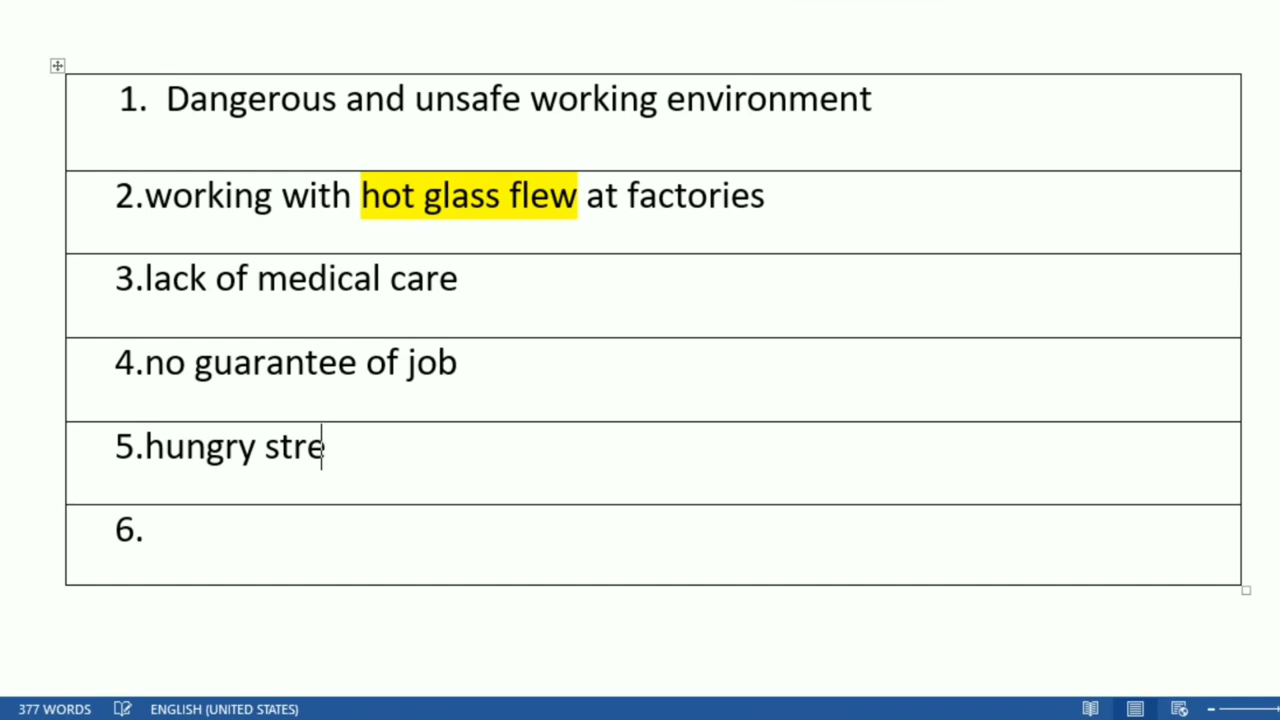 1. Dangerous and unsafe working environment
2.working with hot glass flew at factories
3.lack of medical care
4.no guarantee of job
5.hungry stre
6.
377 WORDS ENGLISH (UNITED STATES)